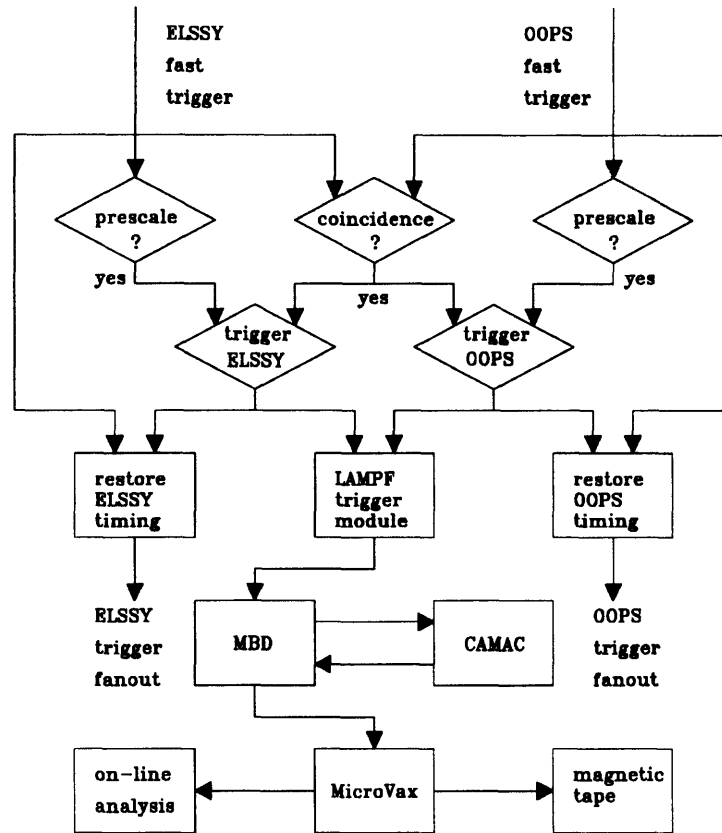 ELSSY
fast
trigger
OOPS
fast
trigger
prescale
?
coincidence
?
prescale
?
yes
yes
yes
trigger
ELSSY
trigger
OOPS
restore
ELSSY
timing
LAMPF
trigger
module
restore
OOPS
timing
ELSSY
trigger
fanout
MBD
CAMAC
OOPS
trigger
fanout
on-line
analysis
MicroVax
magnetic
tape